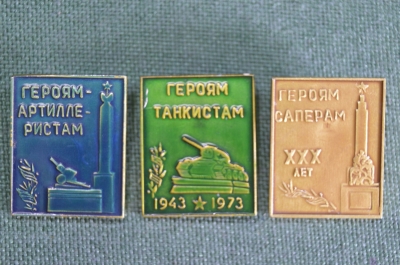 ГЕРОЯМ-
АРТИЛЛЕ-
РИСТАМ
ГЕРОЯМ
ТАНКИСТАМ
1943 ★ 1973
ГЕРОЯМ
САПЕРАМ
XXX
ЛЕТ